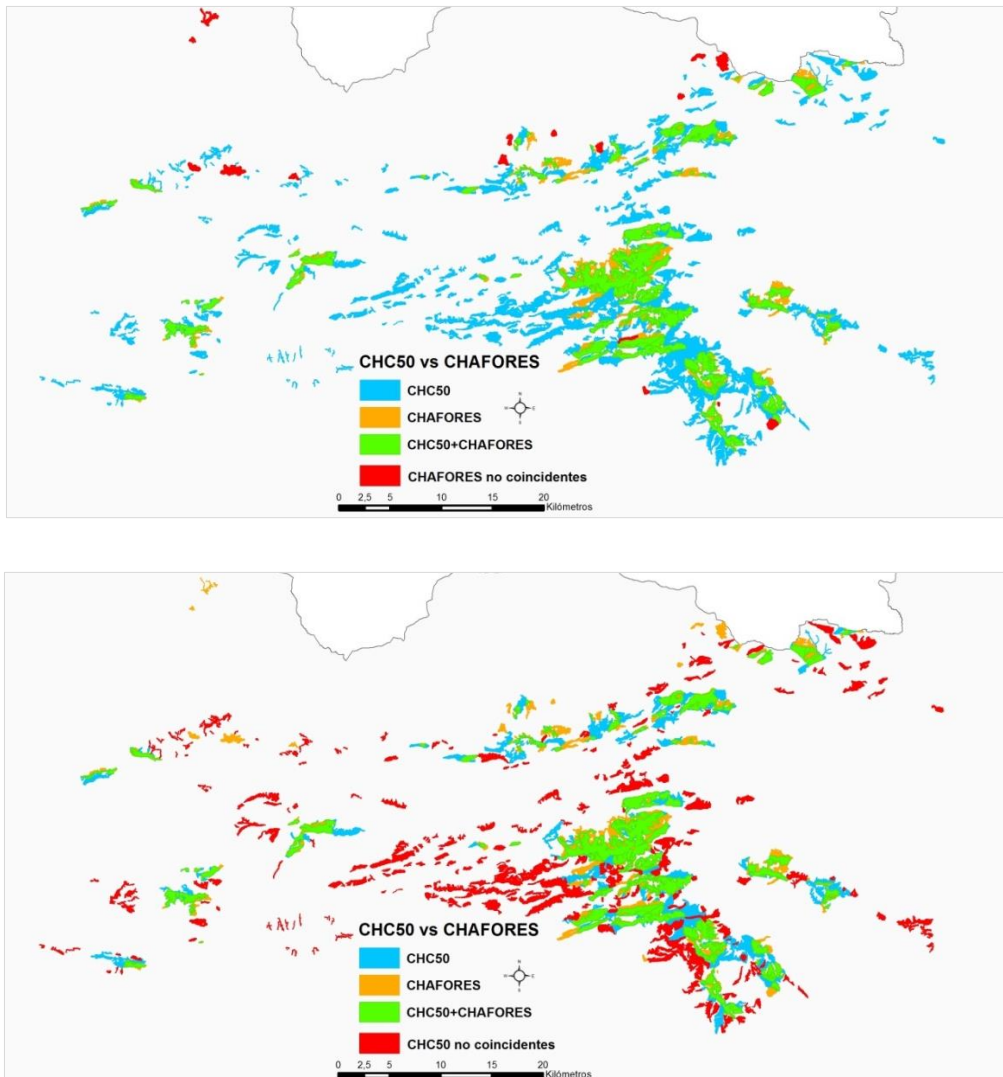 CHC50 vs CHAFORES
CHC50
CHAFORES
CHC50+CHAFORES
CHAFORES no coincidentes
0 2,5 5 10 15 20
Kilómetros
CHC50 vs CHAFORES
CHC50
CHAFORES
CHC50+CHAFORES
CHC50 no coincidentes
0 2,5 5 10 15 20
Kilómetros